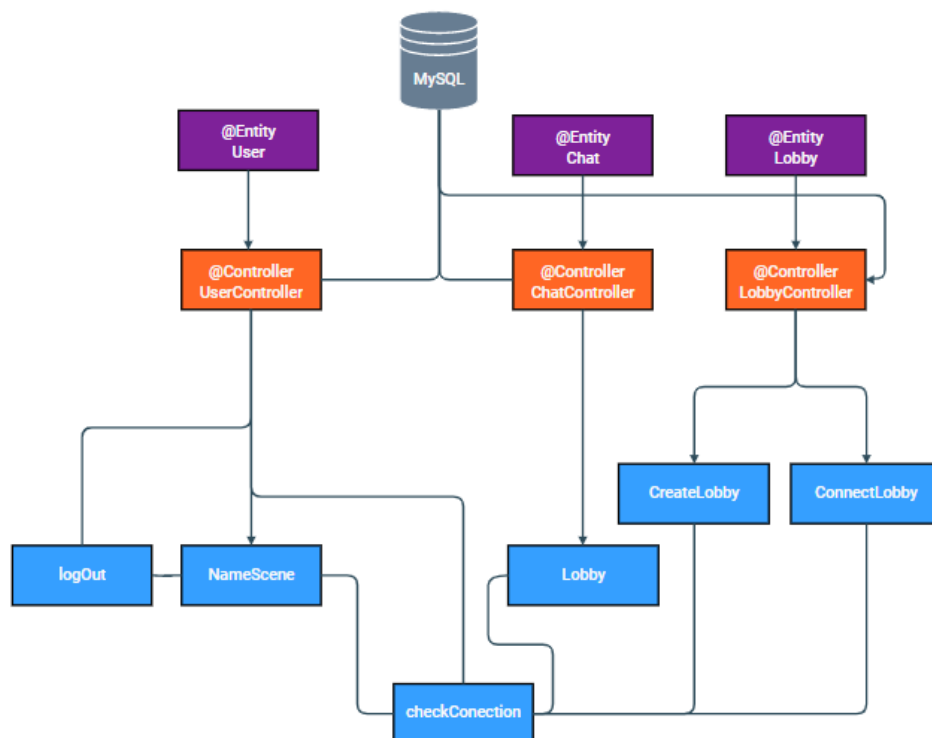 MySQL
@Entity
User
@Entity
Chat
@Entity
Lobby
@Controller
UserController
@Controller
ChatController
@Controller
LobbyController
CreateLobby
ConnectLobby
logOut
NameScene
Lobby
checkConection